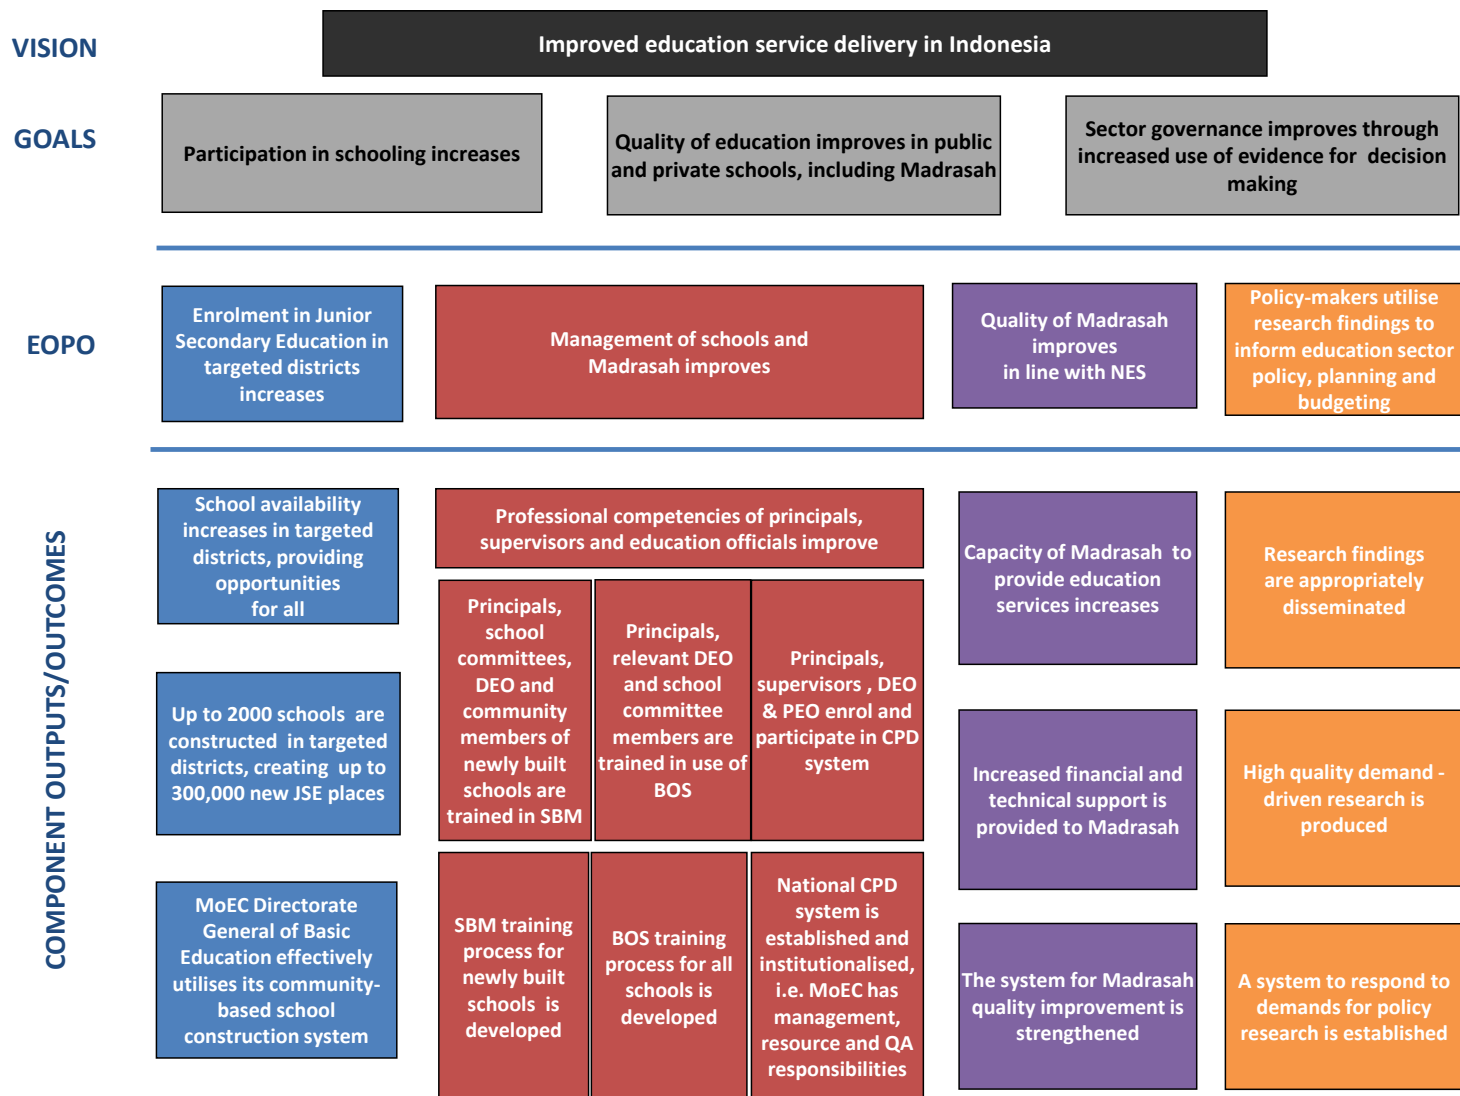 VISION
Improved education service delivery in Indonesia
GOALS
Participation in schooling increases
Quality of education improves in public
and private schools, including Madrasah
Sector governance improves through
increased use of evidence for decision
making
EOPO
Enrolment in Junior
Secondary Education in
targeted districts
increases
Management of schools and
Madrasah improves
Quality of Madrasah
improves
in line with NES
Policy-makers utilise
research findings to
inform education sector
policy, planning and
budgeting
COMPONENT OUTPUTS/OUTCOMES
School availability
increases in targeted
districts, providing
opportunities
for all
Professional competencies of principals,
supervisors and education officials improve
Capacity of Madrasah to
provide education
services increases
Research findings
are appropriately
disseminated
Principals,
school
committees,
DEO and
community
members of
newly built
schools are
trained in SBM
Principals,
relevant DEO
and school
committee
members are
trained in use of
BOS
Principals,
supervisors , DEO
& PEO enrol and
participate in CPD
system
Up to 2000 schools are
constructed in targeted
districts, creating up to
300,000 new JSE places
Increased financial and
technical support is
provided to Madrasah
High quality demand -
driven research is
produced
MoEC Directorate
General of Basic
Education effectively
utilises its community-
based school
construction system
SBM training
process for
newly built
schools is
developed
BOS training
process for all
schools is
developed
National CPD
system is
established and
institutionalised,
i.e. MoEC has
management,
resource and QA
responsibilities
The system for Madrasah
quality improvement is
strengthened
A system to respond to
demands for policy
research is established